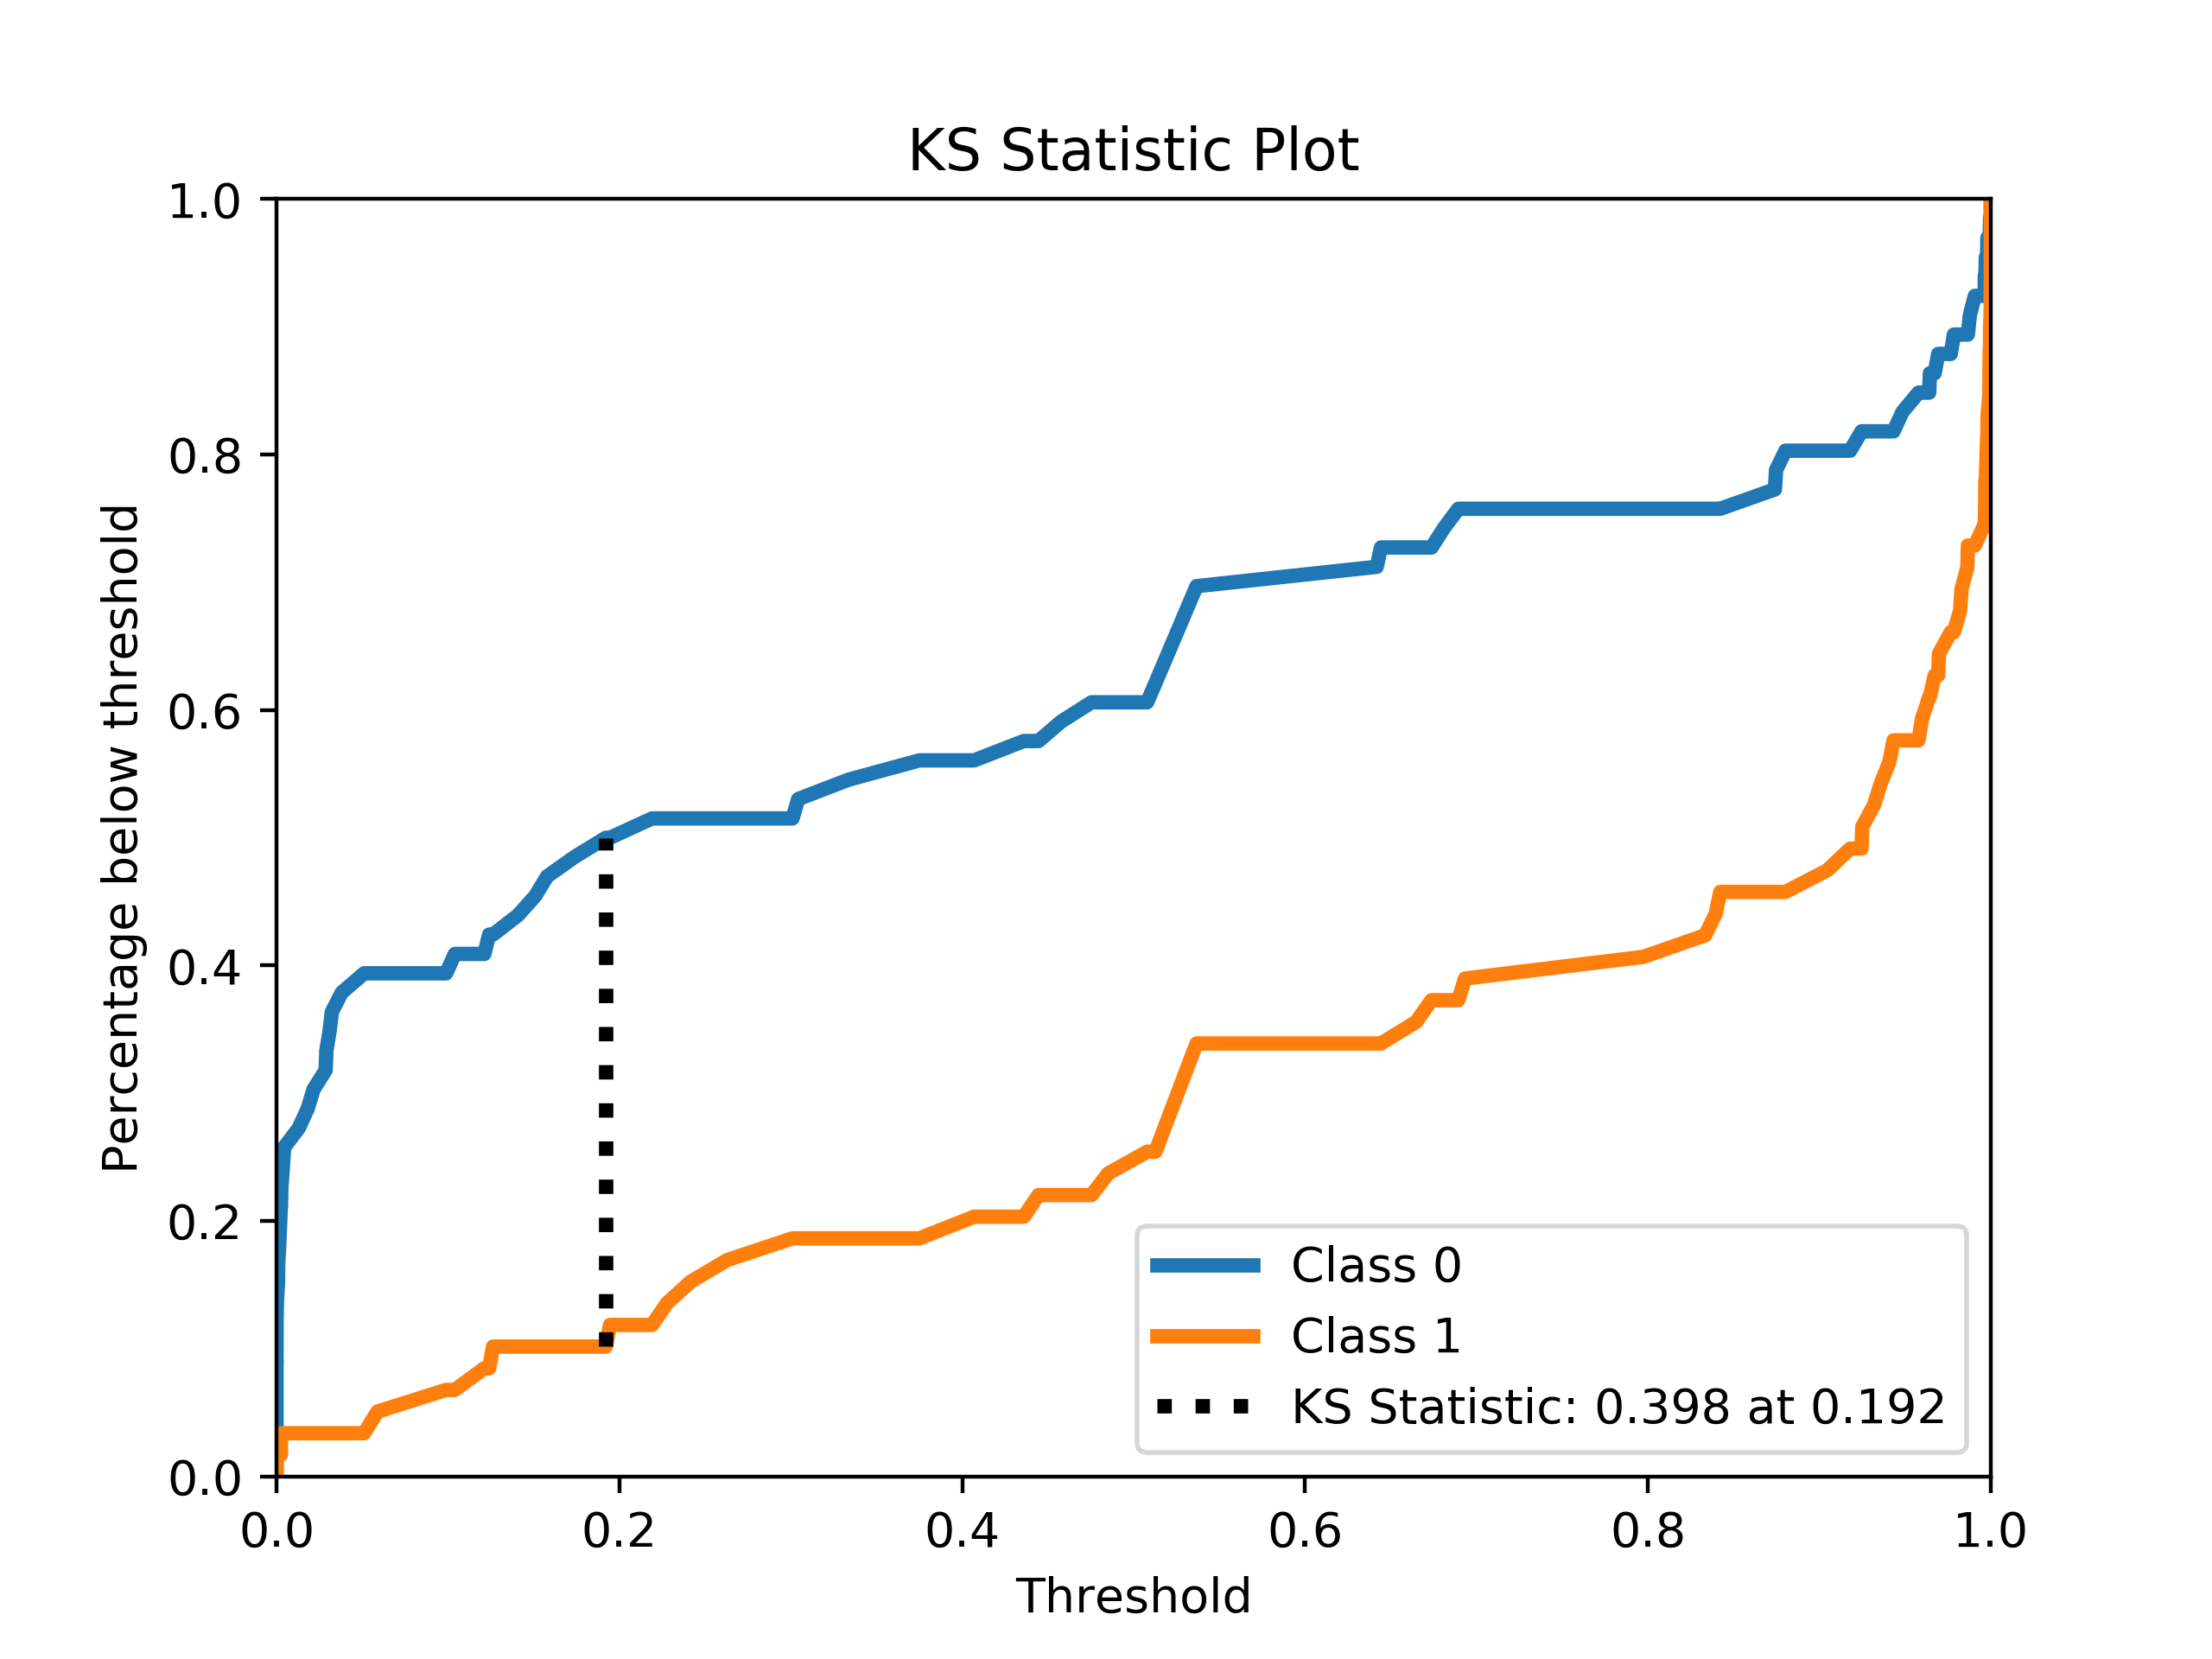 KS Statistic Plot
1.0
0.8
0.6
0.4
0.2
0.0
Percentage below threshold
0.0 0.2 0.4 0.6 0.8 1.0
Threshold
Class 0
Class 1
KS Statistic: 0.398 at 0.192